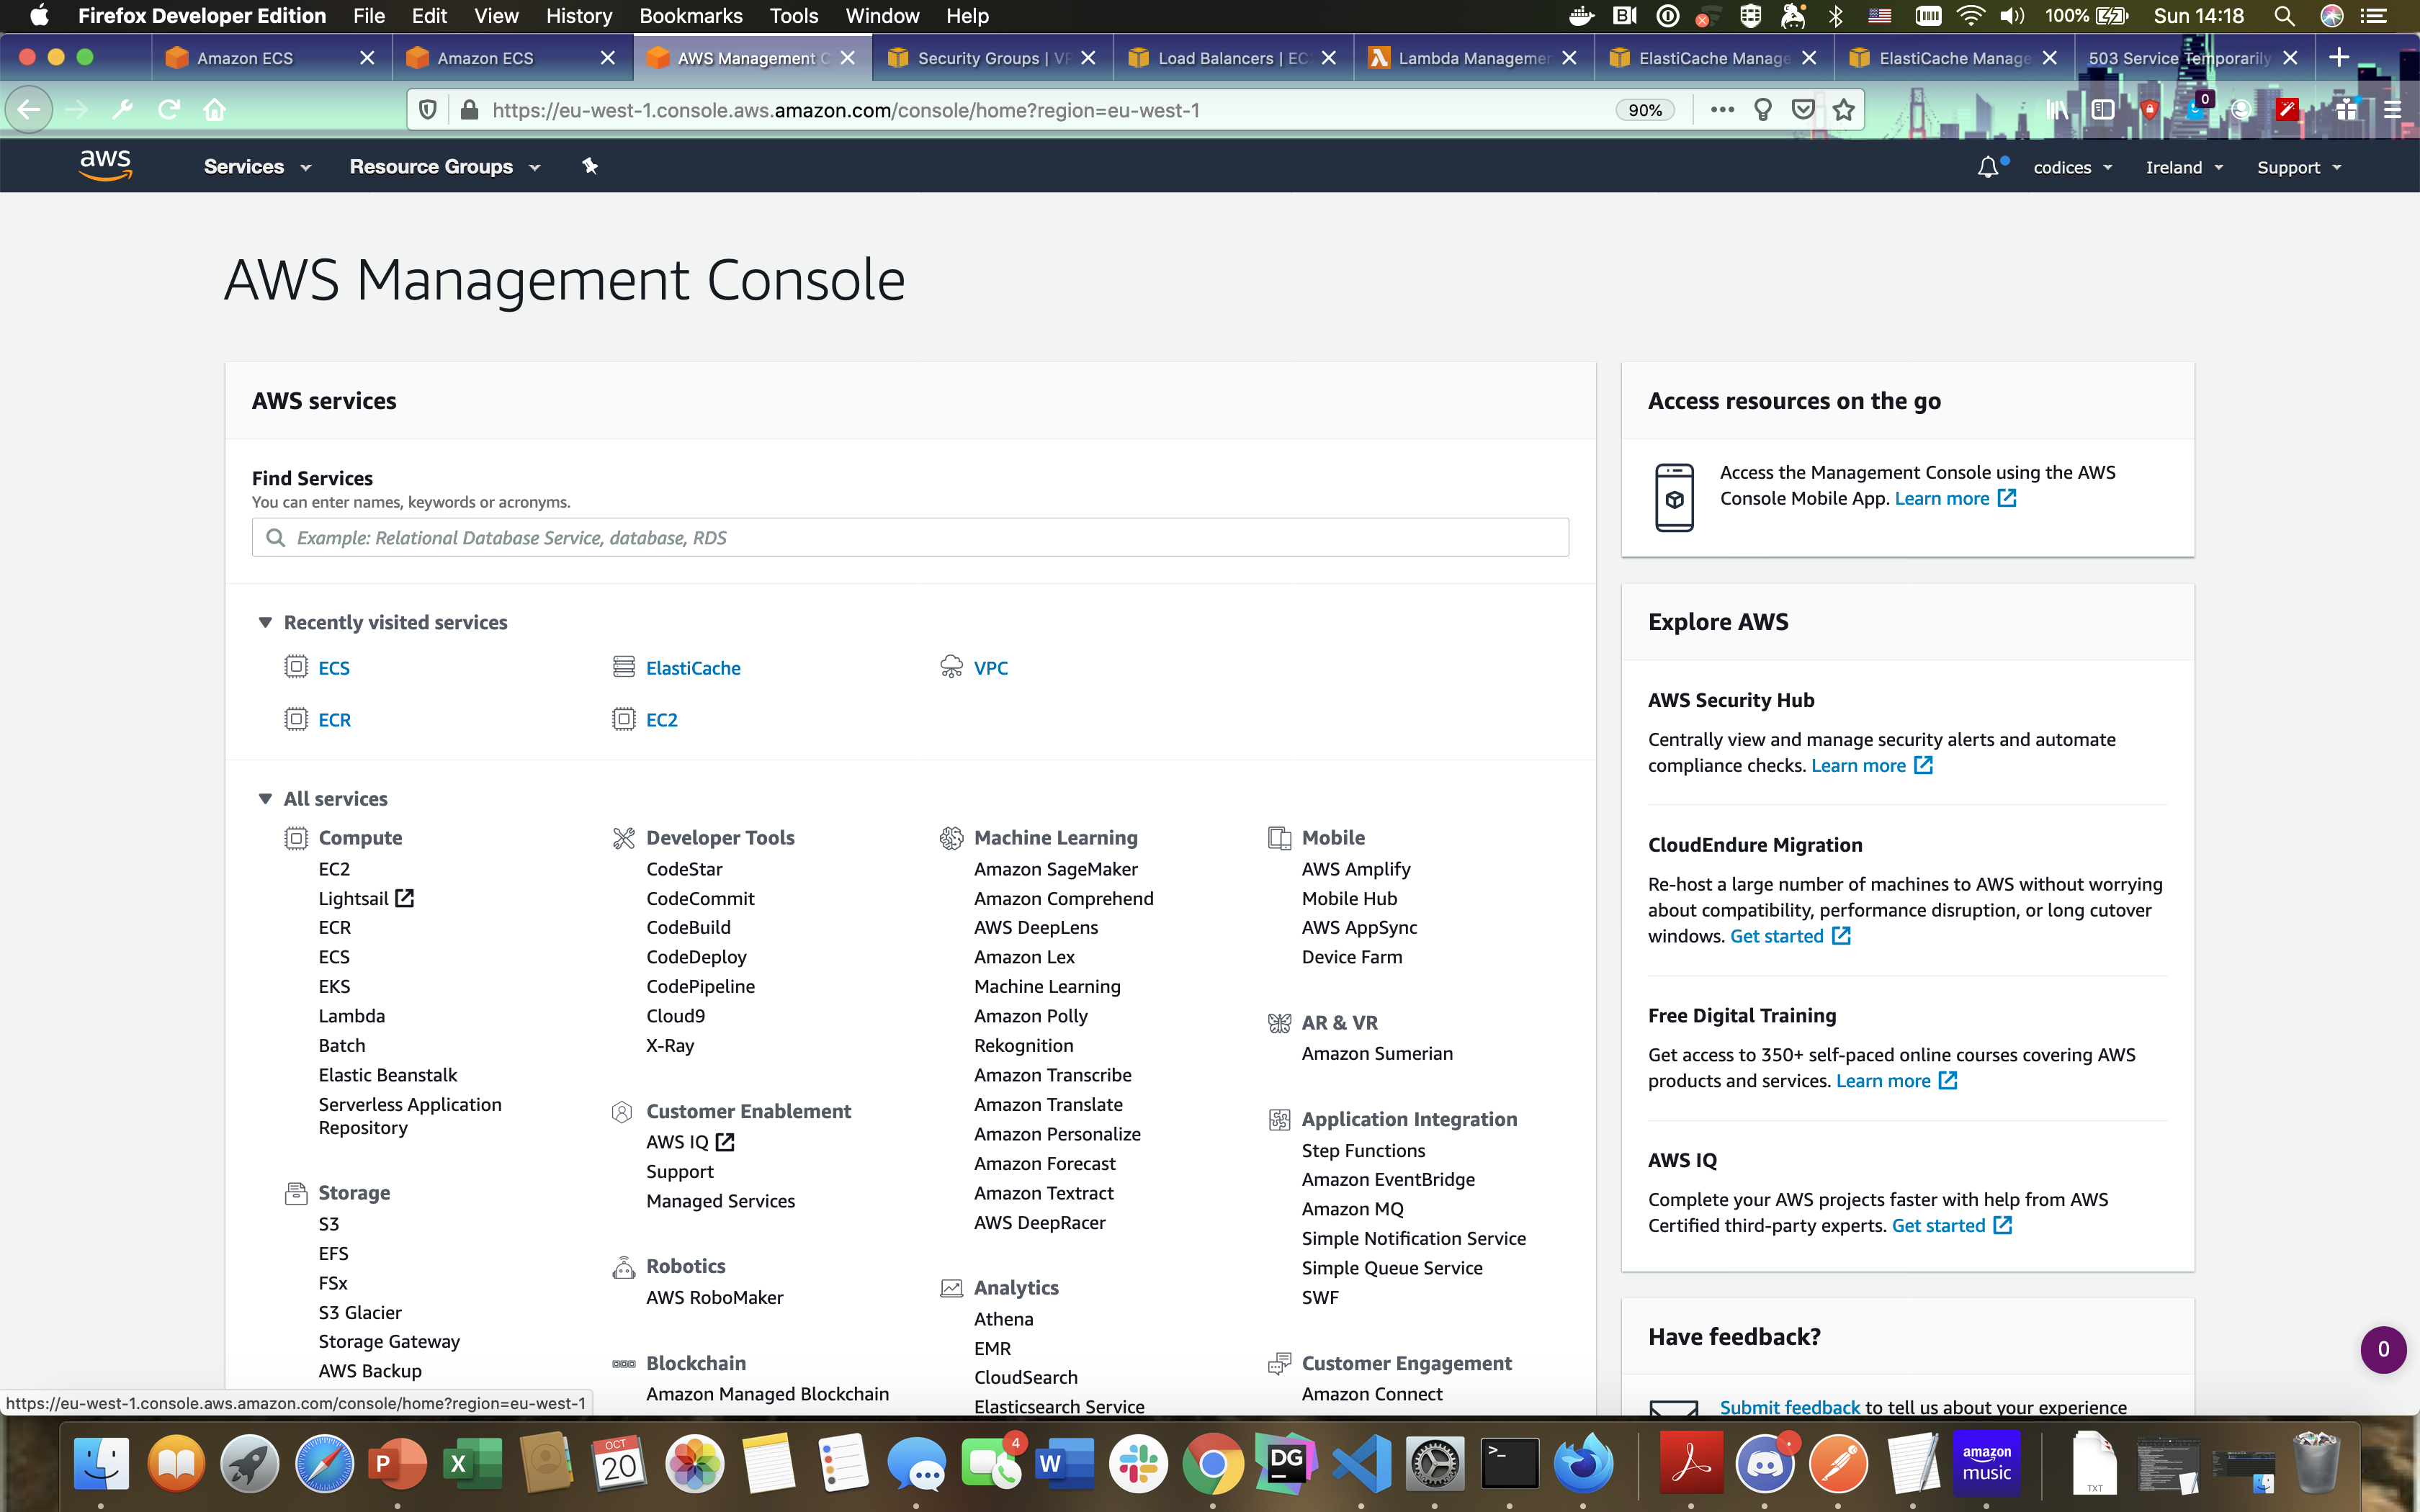 Firefox Developer Edition File Edit View History Bookmarks Tools Window Help 100% Sun 14:18
Amazon ECS Amazon ECS AWS Management C Security Groups | VP Load Balancers | EC Lambda Managemen ElastiCache Manage ElastiCache Manage 503 Service Temporarily
https://eu-west-1.console.aws.amazon.com/console/home?region=eu-west-1 90% 0
aws Services Resource Groups codices Ireland Support
AWS Management Console
AWS services
Find Services
You can enter names, keywords or acronyms.
Example: Relational Database Service, database, RDS
Recently visited services
ECS ElastiCache VPC
ECR EC2
All services
Compute
EC2
Lightsail
ECR
ECS
EKS
Lambda
Batch
Elastic Beanstalk
Serverless Application
Repository
Storage
S3
EFS
FSx
S3 Glacier
Storage Gateway
AWS Backup
Developer Tools
CodeStar
CodeCommit
CodeBuild
CodeDeploy
CodePipeline
Cloud9
X-Ray
Customer Enablement
AWS IQ
Support
Managed Services
Robotics
AWS RoboMaker
Blockchain
Amazon Managed Blockchain
Machine Learning
Amazon SageMaker
Amazon Comprehend
AWS DeepLens
Amazon Lex
Machine Learning
Amazon Polly
Rekognition
Amazon Transcribe
Amazon Translate
Amazon Personalize
Amazon Forecast
Amazon Textract
AWS DeepRacer
Analytics
Athena
EMR
CloudSearch
Elasticsearch Service
Mobile
AWS Amplify
Mobile Hub
AWS AppSync
Device Farm
AR & VR
Amazon Sumerian
Application Integration
Step Functions
Amazon EventBridge
Amazon MQ
Simple Notification Service
Simple Queue Service
SWF
Customer Engagement
Amazon Connect
Access resources on the go
Access the Management Console using the AWS
Console Mobile App. Learn more
Explore AWS
AWS Security Hub
Centrally view and manage security alerts and automate
compliance checks. Learn more
CloudEndure Migration
Re-host a large number of machines to AWS without worrying
about compatibility, performance disruption, or long cutover
windows. Get started
Free Digital Training
Get access to 350+ self-paced online courses covering AWS
products and services. Learn more
AWS IQ
Complete your AWS projects faster with help from AWS
Certified third-party experts. Get started
Have feedback?
Submit feedback to tell us about your experience
0
https://eu-west-1.console.aws.amazon.com/console/home?region=eu-west-1
P X OCT 20 4 W DG >_ amazon music TXT